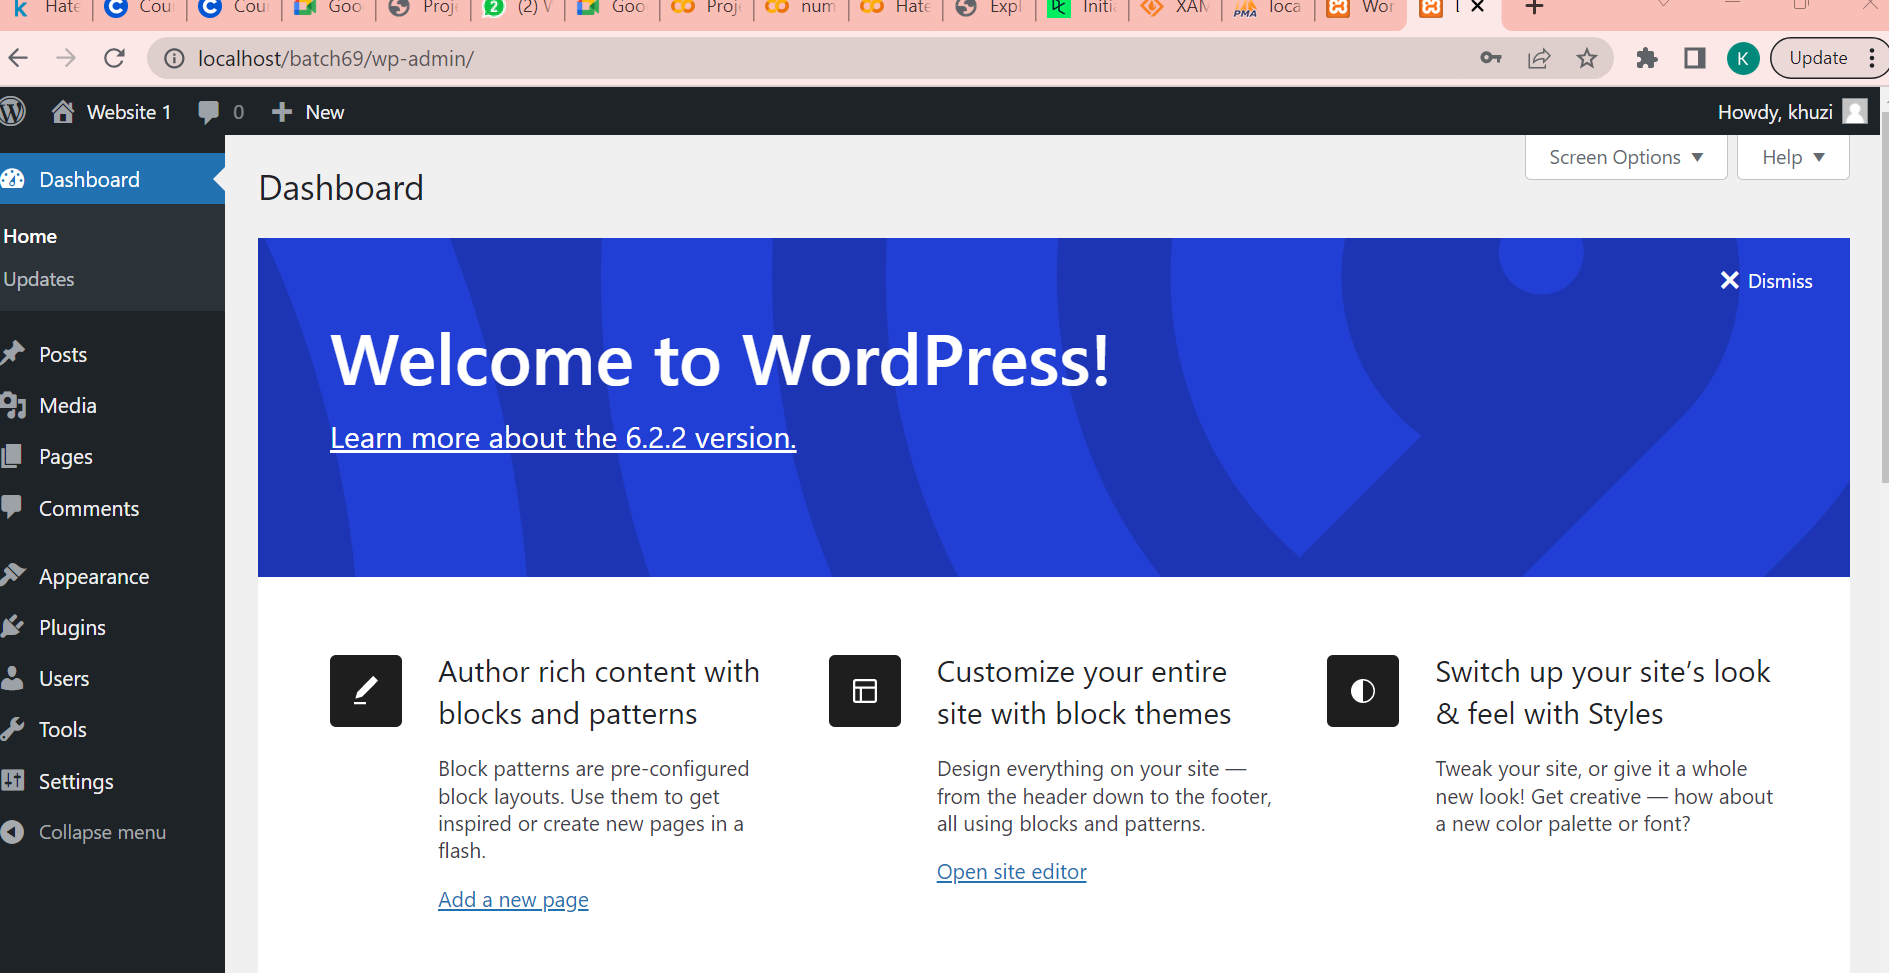 Hate Cour Cour Goo Proj (2) W Goo Proje num Hate Expl Initia XAM loca Wor
localhost/batch69/wp-admin/
K
Update
Website 1 0 New
Howdy, khuzi
Dashboard
Home
Updates
Posts
Media
Pages
Comments
Appearance
Plugins
Users
Tools
Settings
Collapse menu
Screen Options Help
Dashboard
Dismiss
Welcome to WordPress!
Learn more about the 6.2.2 version.
Author rich content with
blocks and patterns
Block patterns are pre-configured
block layouts. Use them to get
inspired or create new pages in a
flash.
Add a new page
Customize your entire
site with block themes
Design everything on your site —
from the header down to the footer,
all using blocks and patterns.
Open site editor
Switch up your site’s look
& feel with Styles
Tweak your site, or give it a whole
new look! Get creative — how about
a new color palette or font?